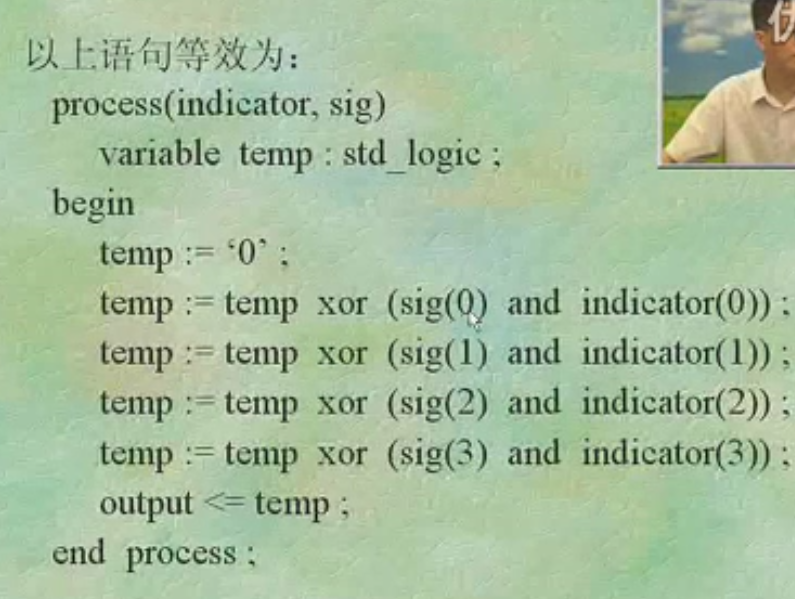 以上语句等效为：
process(indicator, sig)
variable temp : std_logic ;
begin
temp := ‘0’ ;
temp := temp xor (sig(0) and indicator(0)) ;
temp := temp xor (sig(1) and indicator(1)) ;
temp := temp xor (sig(2) and indicator(2)) ;
temp := temp xor (sig(3) and indicator(3)) ;
output <= temp ;
end process ;